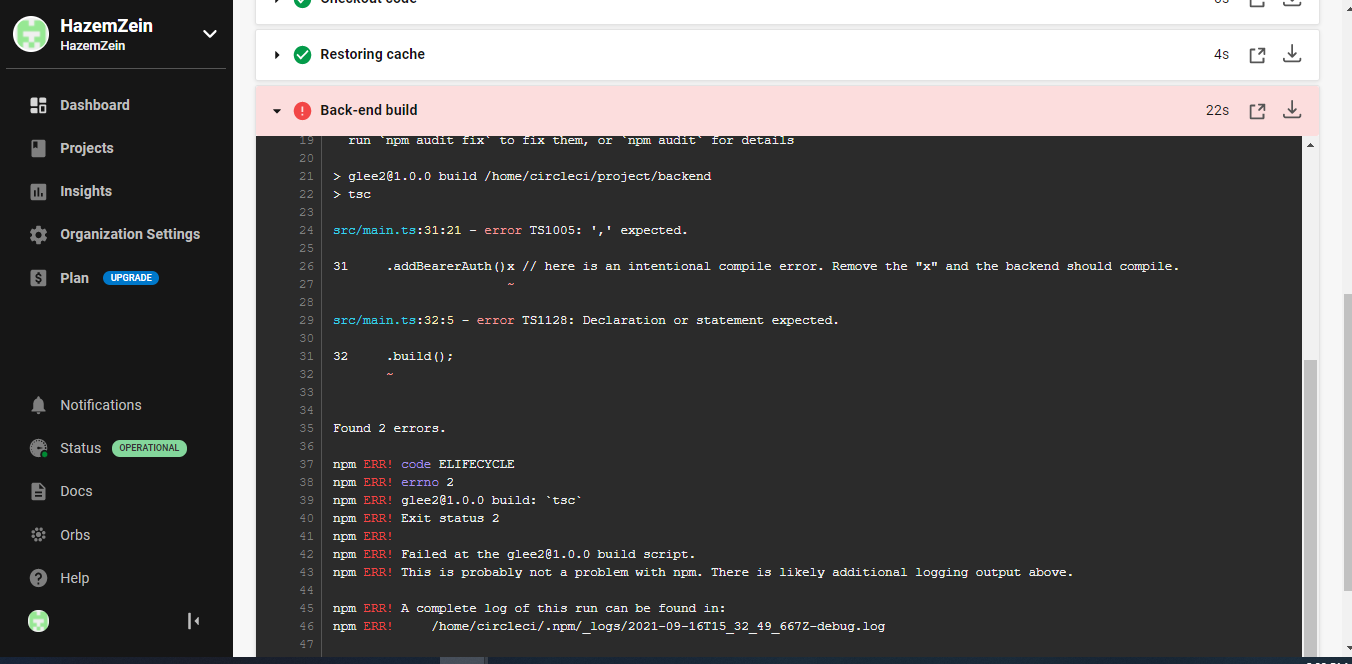 HazemZein
HazemZein
Dashboard
Projects
Insights
Organization Settings
Plan UPGRADE
Notifications
Status OPERATIONAL
Docs
Orbs
Help
Checkout code
Restoring cache 4s
Back-end build 22s
19 run `npm audit fix` to fix them, or `npm audit` for details
20
21 > glee2@1.0.0 build /home/circleci/project/backend
22 > tsc
23
24 src/main.ts:31:21 - error TS1005: ',' expected.
25
26 31 .addBearerAuth()x // here is an intentional compile error. Remove the "x" and the backend should compile.
27 ~
28
29 src/main.ts:32:5 - error TS1128: Declaration or statement expected.
30
31 32 .build();
32 ~
33
34
35 Found 2 errors.
36
37 npm ERR! code ELIFECYCLE
38 npm ERR! errno 2
39 npm ERR! glee2@1.0.0 build: `tsc`
40 npm ERR! Exit status 2
41 npm ERR!
42 npm ERR! Failed at the glee2@1.0.0 build script.
43 npm ERR! This is probably not a problem with npm. There is likely additional logging output above.
44
45 npm ERR! A complete log of this run can be found in:
46 npm ERR! /home/circleci/.npm/_logs/2021-09-16T15_32_49_667Z-debug.log
47